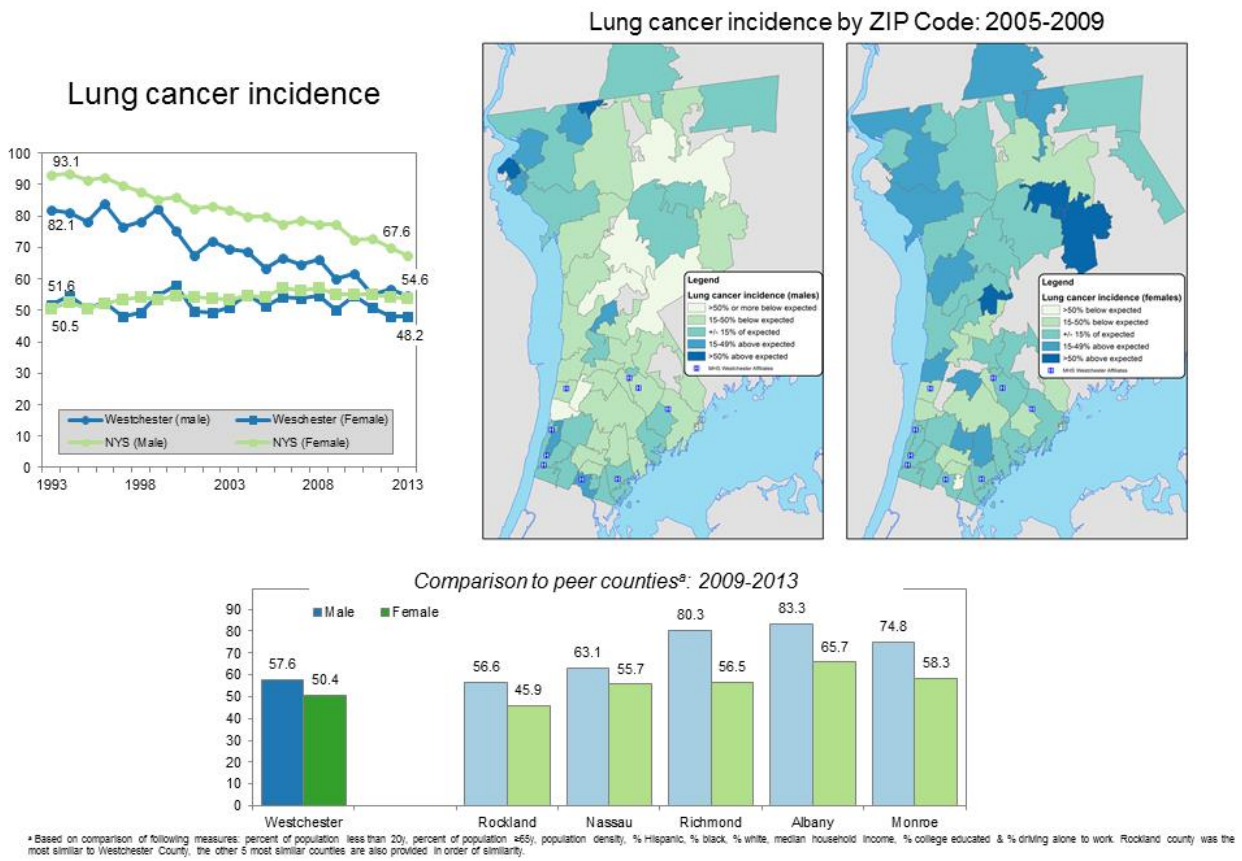 Lung cancer incidence by ZIP Code: 2005-2009
Lung cancer incidence
100
90
80
70
60
50
40
30
20
10
0
93.1
82.1
51.6
50.5
67.6
54.6
48.2
Westchester (male)
Weschester (Female)
NYS (Male)
NYS (Female)
1993
1998
2003
2008
2013
Legend
Lung cancer incidence (males)
>50% or more below expected
15-50% below expected
+/- 15% of expected
15-49% above expected
>50% above expected
H MHS Westchester Affiliates
Legend
Lung cancer incidence (females)
>50% below expected
15-50% below expected
+/- 15% of expected
15-49% above expected
>50% above expected
H MHS Westchester Affiliates
Comparison to peer countiesª: 2009-2013
Male
Female
90
80
70
60
50
40
30
20
10
0
57.6
50.4
56.6
45.9
63.1
55.7
80.3
56.5
83.3
65.7
74.8
58.3
Westchester
Rockland
Nassau
Richmond
Albany
Monroe
ª Based on comparison of following measures: percent of population less than 20y, percent of population ≥65y, population density, % Hispanic, % black, % white, median household income, % college educated & % driving alone to work. Rockland county was the
most similar to Westchester County, the other 5 most similar counties are also provided in order of similarity.